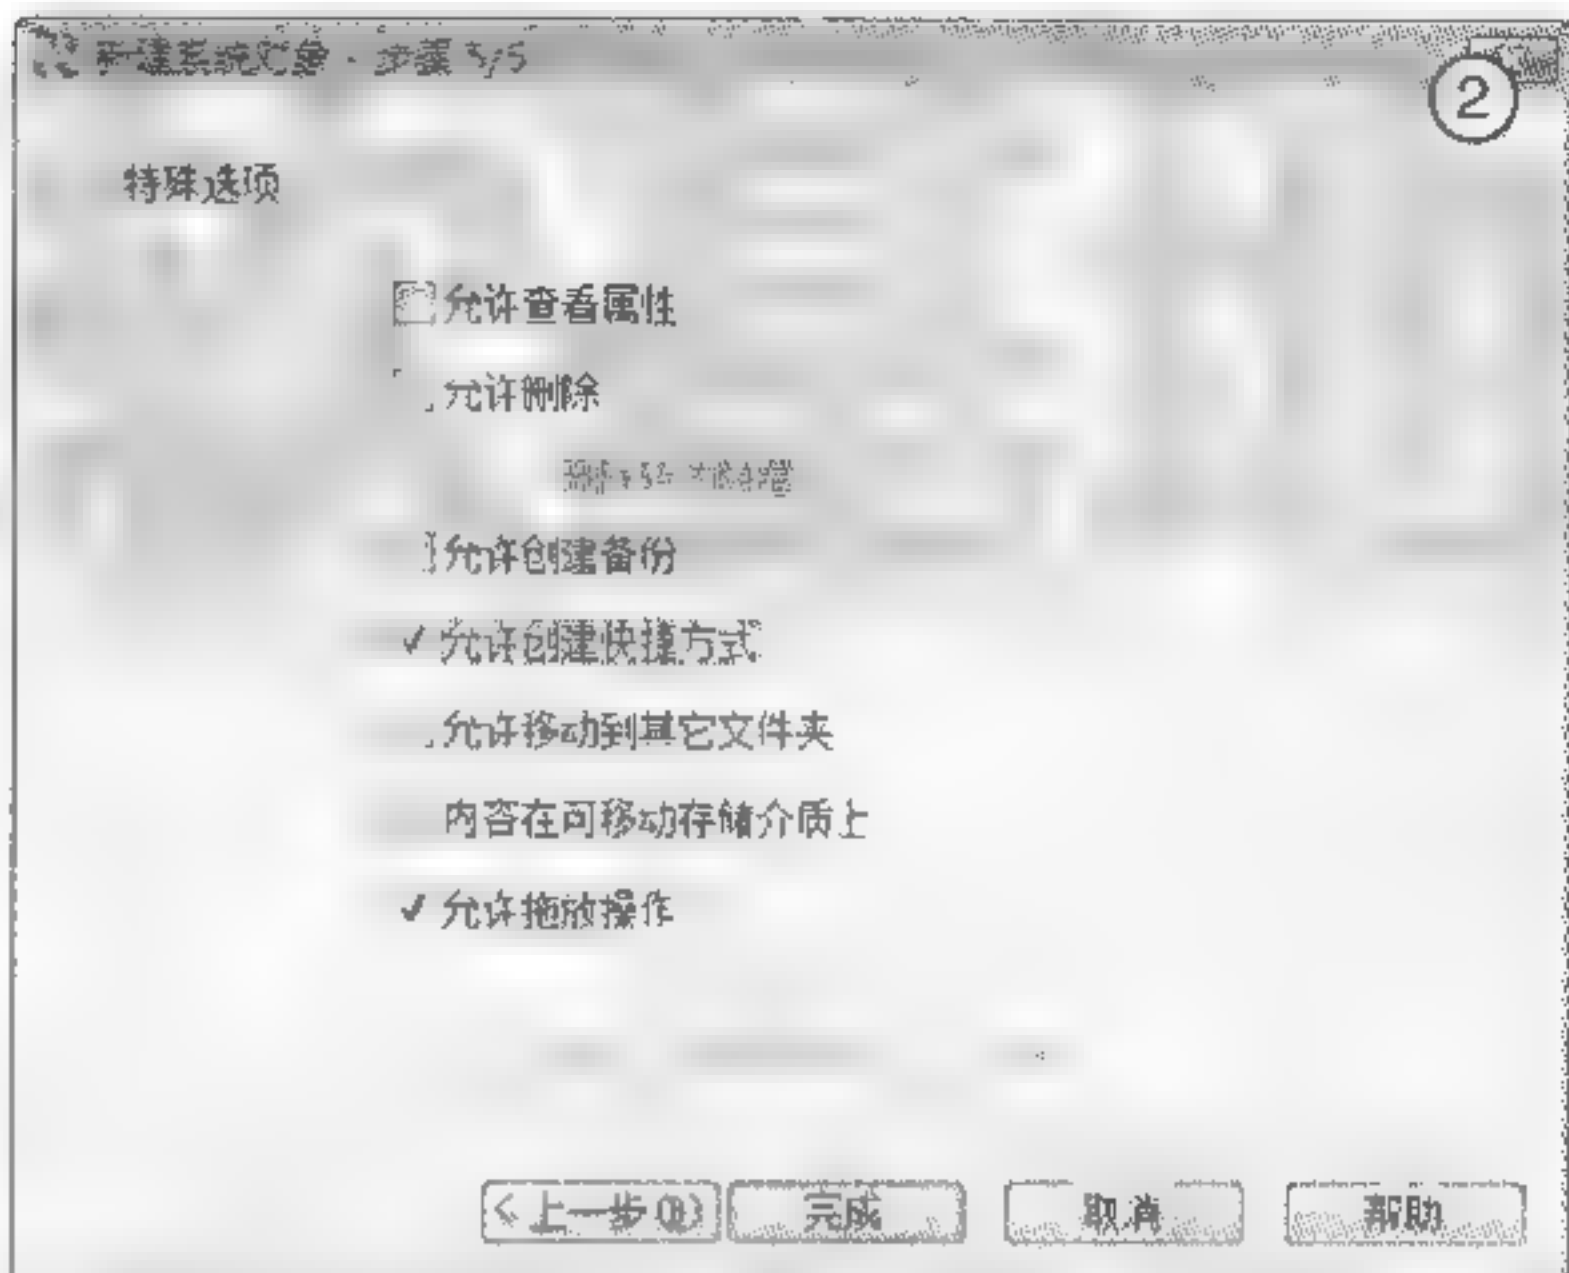 新建系统对象 - 步骤 5/5
②
特殊选项
允许查看属性
允许删除
允许创建备份
✓ 允许创建快捷方式
允许移动到其它文件夹
内容在可移动存储介质上
✓ 允许拖放操作
< 上一步(B) 完成 取消 帮助